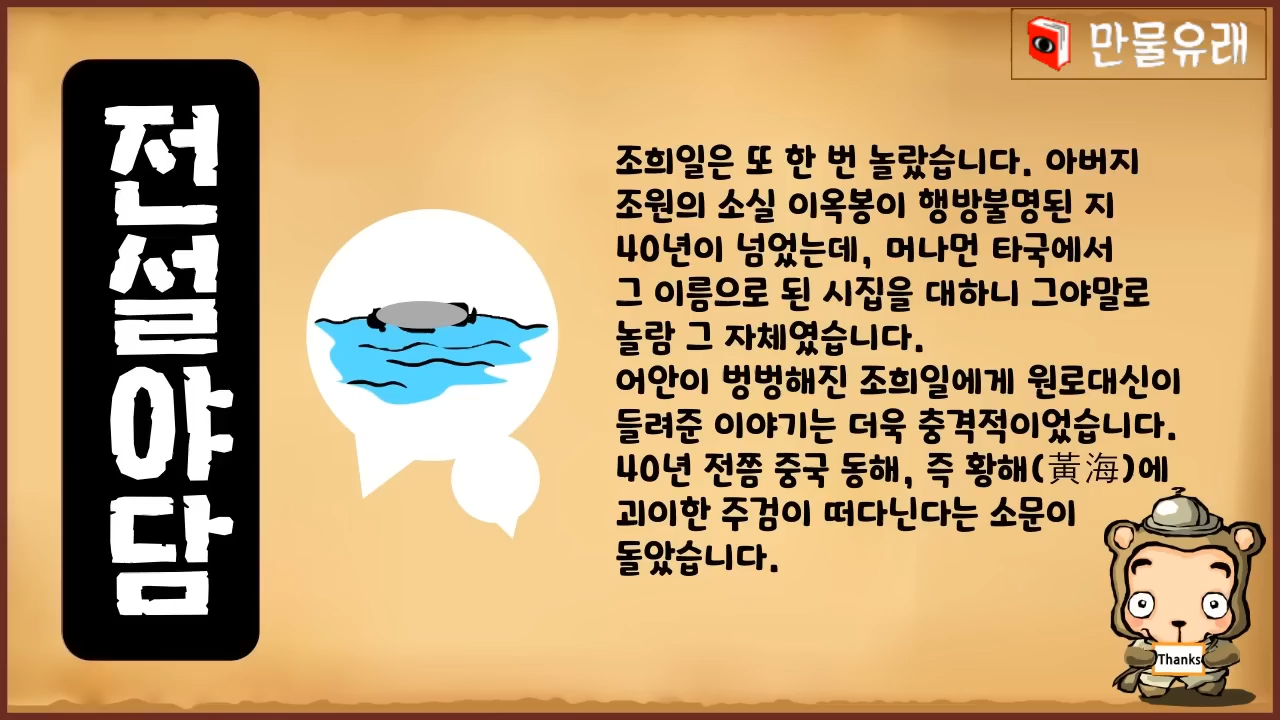 만물유래
전설야담
조희일은 또 한 번 놀랐습니다. 아버지
조원의 소실 이옥봉이 행방불명된 지
40년이 넘었는데, 머나먼 타국에서
그 이름으로 된 시집을 대하니 그야말로
놀람 그 자체였습니다.
어안이 벙벙해진 조희일에게 원로대신이
들려준 이야기는 더욱 충격적이었습니다.
40년 전쯤 중국 동해, 즉 황해(黃海)에
괴이한 주검이 떠다닌다는 소문이
돌았습니다.
Thanks